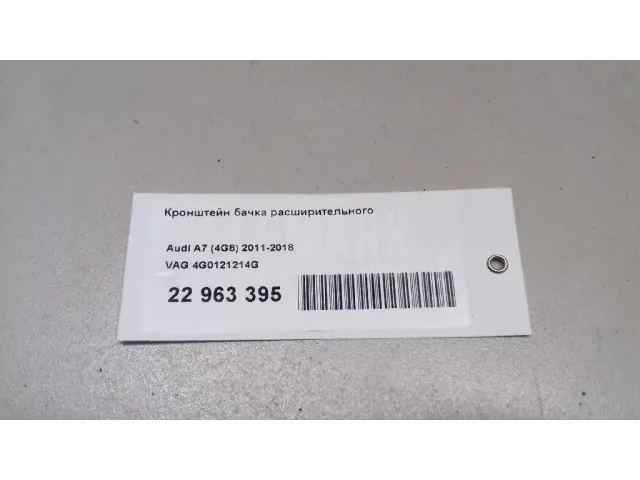 Кронштейн бачка расширительного
Audi A7 (4G8) 2011-2018
VAG 4G0121214G
22 963 395